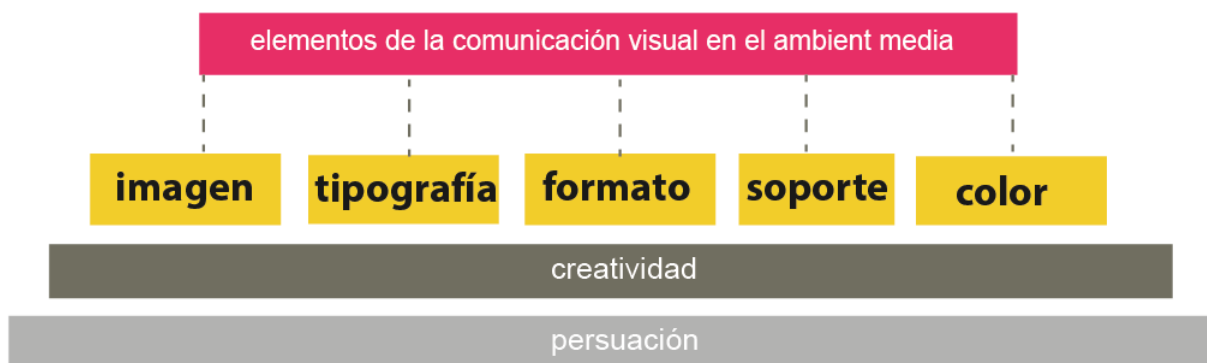 elementos de la comunicación visual en el ambient media
imagen tipografía formato soporte color
creatividad
persuación